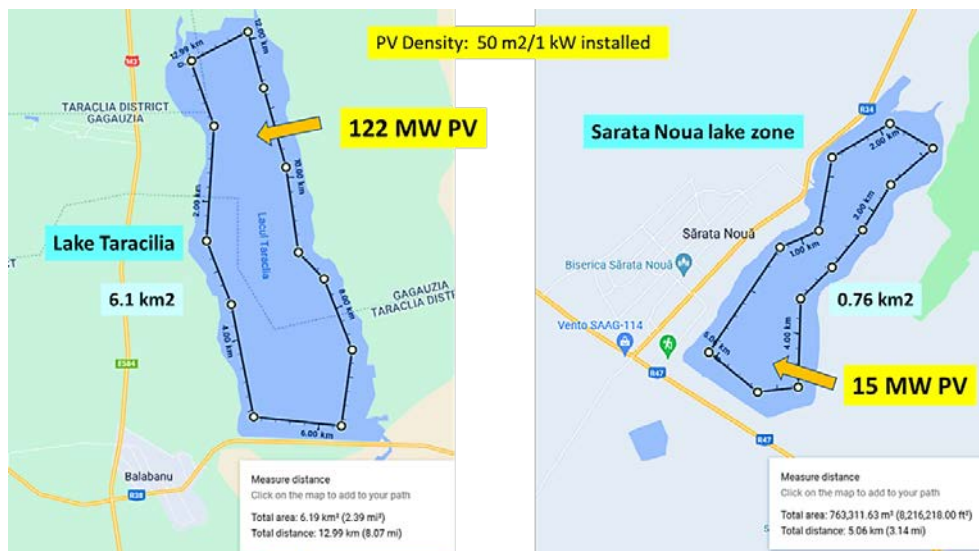 PV Density: 50 m2/1 kW installed
12.99 km
0
12.00 km
M3
TARACLIA DISTRICT
GAGAUZIA
122 MW PV
10.00 km
2.00 km
Lacul Taraclia
Lake Taracilia
6.1 km2
8.00 km
GAGAUZIA
TARACLIA DISTRICT
4.00 km
E584
6.00 km
Balabanu
R38
Measure distance
Click on the map to add to your path
Total area: 6.19 km² (2.39 mi²)
Total distance: 12.99 km (8.07 mi)
Sarata Noua lake zone
R34
2.00 km
3.00 km
Sărata Nouă
1.00 km
Biserica Sărata Nouă
0.76 km2
Vento SAAG-114
4.00 km
R47
15 MW PV
R47
Measure distance
Click on the map to add to your path
Total area: 763,311.63 m² (8,216,218.00 ft²)
Total distance: 5.06 km (3.14 mi)